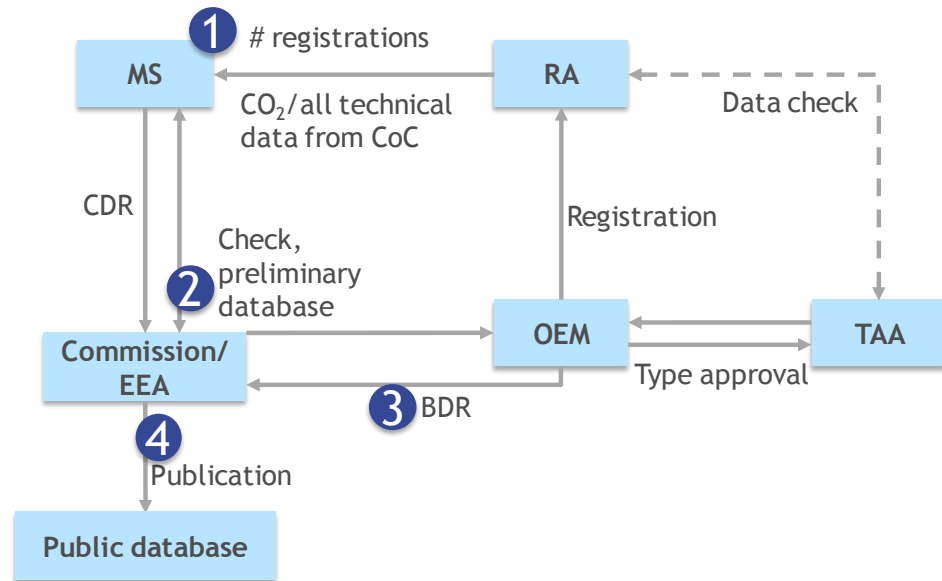 1
# registrations
MS
RA
CO₂/all technical
data from CoC
Data check
CDR
Registration
Check,
preliminary
database
2
Commission/
EEA
OEM
TAA
Type approval
3
BDR
4
Publication
Public database